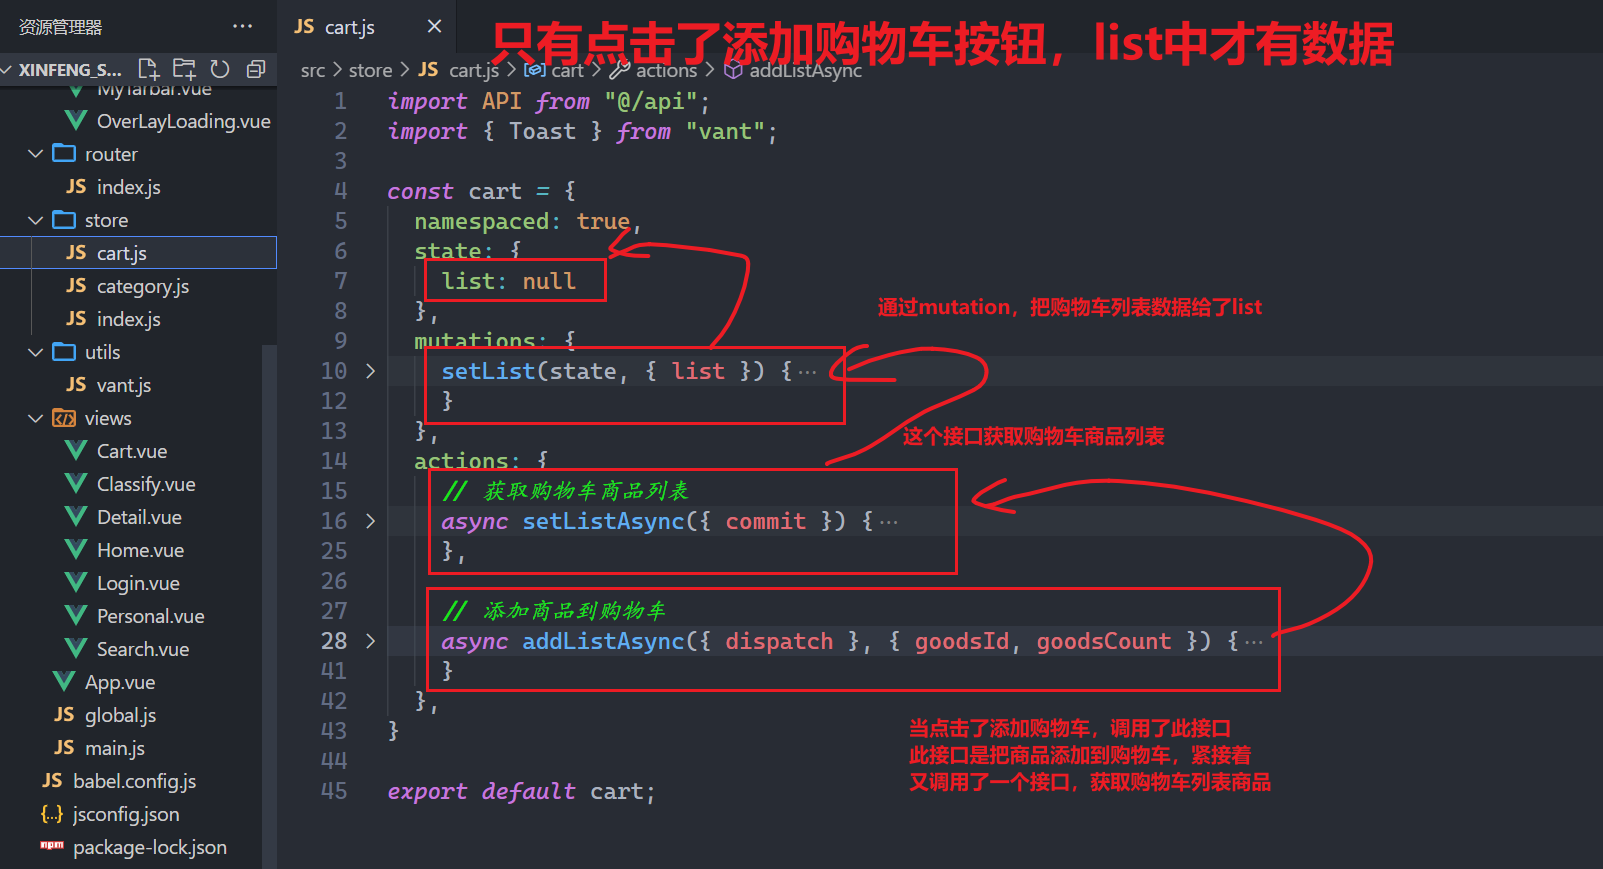 资源管理器
···
XINFENG_S...
MyTarbar.vue
OverLayLoading.vue
router
JS index.js
store
JS cart.js
JS category.js
JS index.js
utils
JS vant.js
views
Cart.vue
Classify.vue
Detail.vue
Home.vue
Login.vue
Personal.vue
Search.vue
App.vue
JS global.js
JS main.js
JS babel.config.js
{..} jsconfig.json
npm package-lock.json
JS cart.js
只有点击了添加购物车按钮，list中才有数据
src > store > JS cart.js > cart > actions > addListAsync
1 import API from "@/api";
2 import { Toast } from "vant";
3
4 const cart = {
5 namespaced: true,
6 state: {
7 list: null
8 },
通过mutation，把购物车列表数据给了list
9 mutations: {
10 setList(state, { list }) {···
12 }
13 },
这个接口获取购物车商品列表
14 actions: {
15 // 获取购物车商品列表
16 async setListAsync({ commit }) {···
25 },
26
27 // 添加商品到购物车
28 async addListAsync({ dispatch }, { goodsId, goodsCount }) {···
41 }
42 },
43 }
当点击了添加购物车，调用了此接口
此接口是把商品添加到购物车，紧接着
又调用了一个接口，获取购物车列表商品
44
45 export default cart;